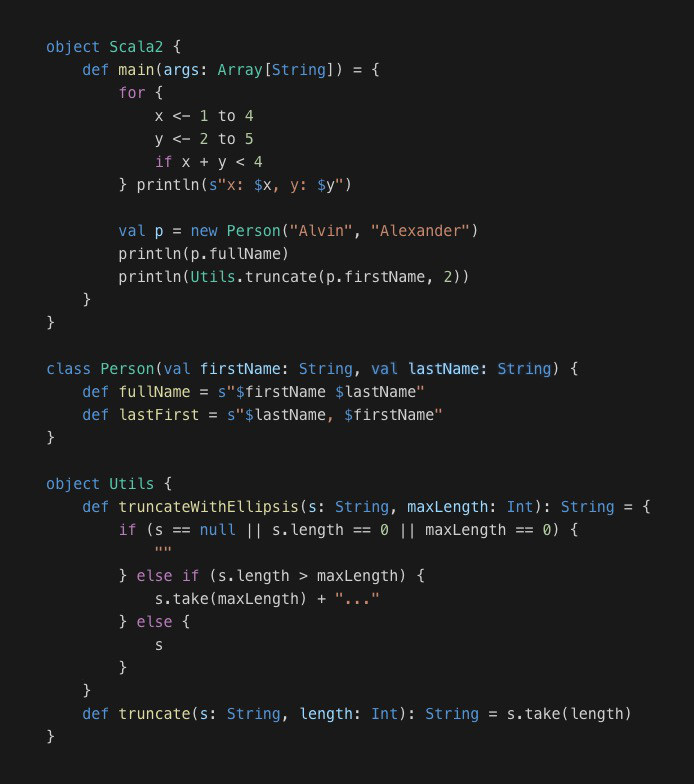 object Scala2 {
    def main(args: Array[String]) = {
        for {
            x <- 1 to 4
            y <- 2 to 5
            if x + y < 4
        } println(s"x: $x, y: $y")

        val p = new Person("Alvin", "Alexander")
        println(p.fullName)
        println(Utils.truncate(p.firstName, 2))
    }
}

class Person(val firstName: String, val lastName: String) {
    def fullName = s"$firstName $lastName"
    def lastFirst = s"$lastName, $firstName"
}

object Utils {
    def truncateWithEllipsis(s: String, maxLength: Int): String = {
        if (s == null || s.length == 0 || maxLength == 0) {
            ""
        } else if (s.length > maxLength) {
            s.take(maxLength) + "..."
        } else {
            s
        }
    }
    def truncate(s: String, length: Int): String = s.take(length)
}